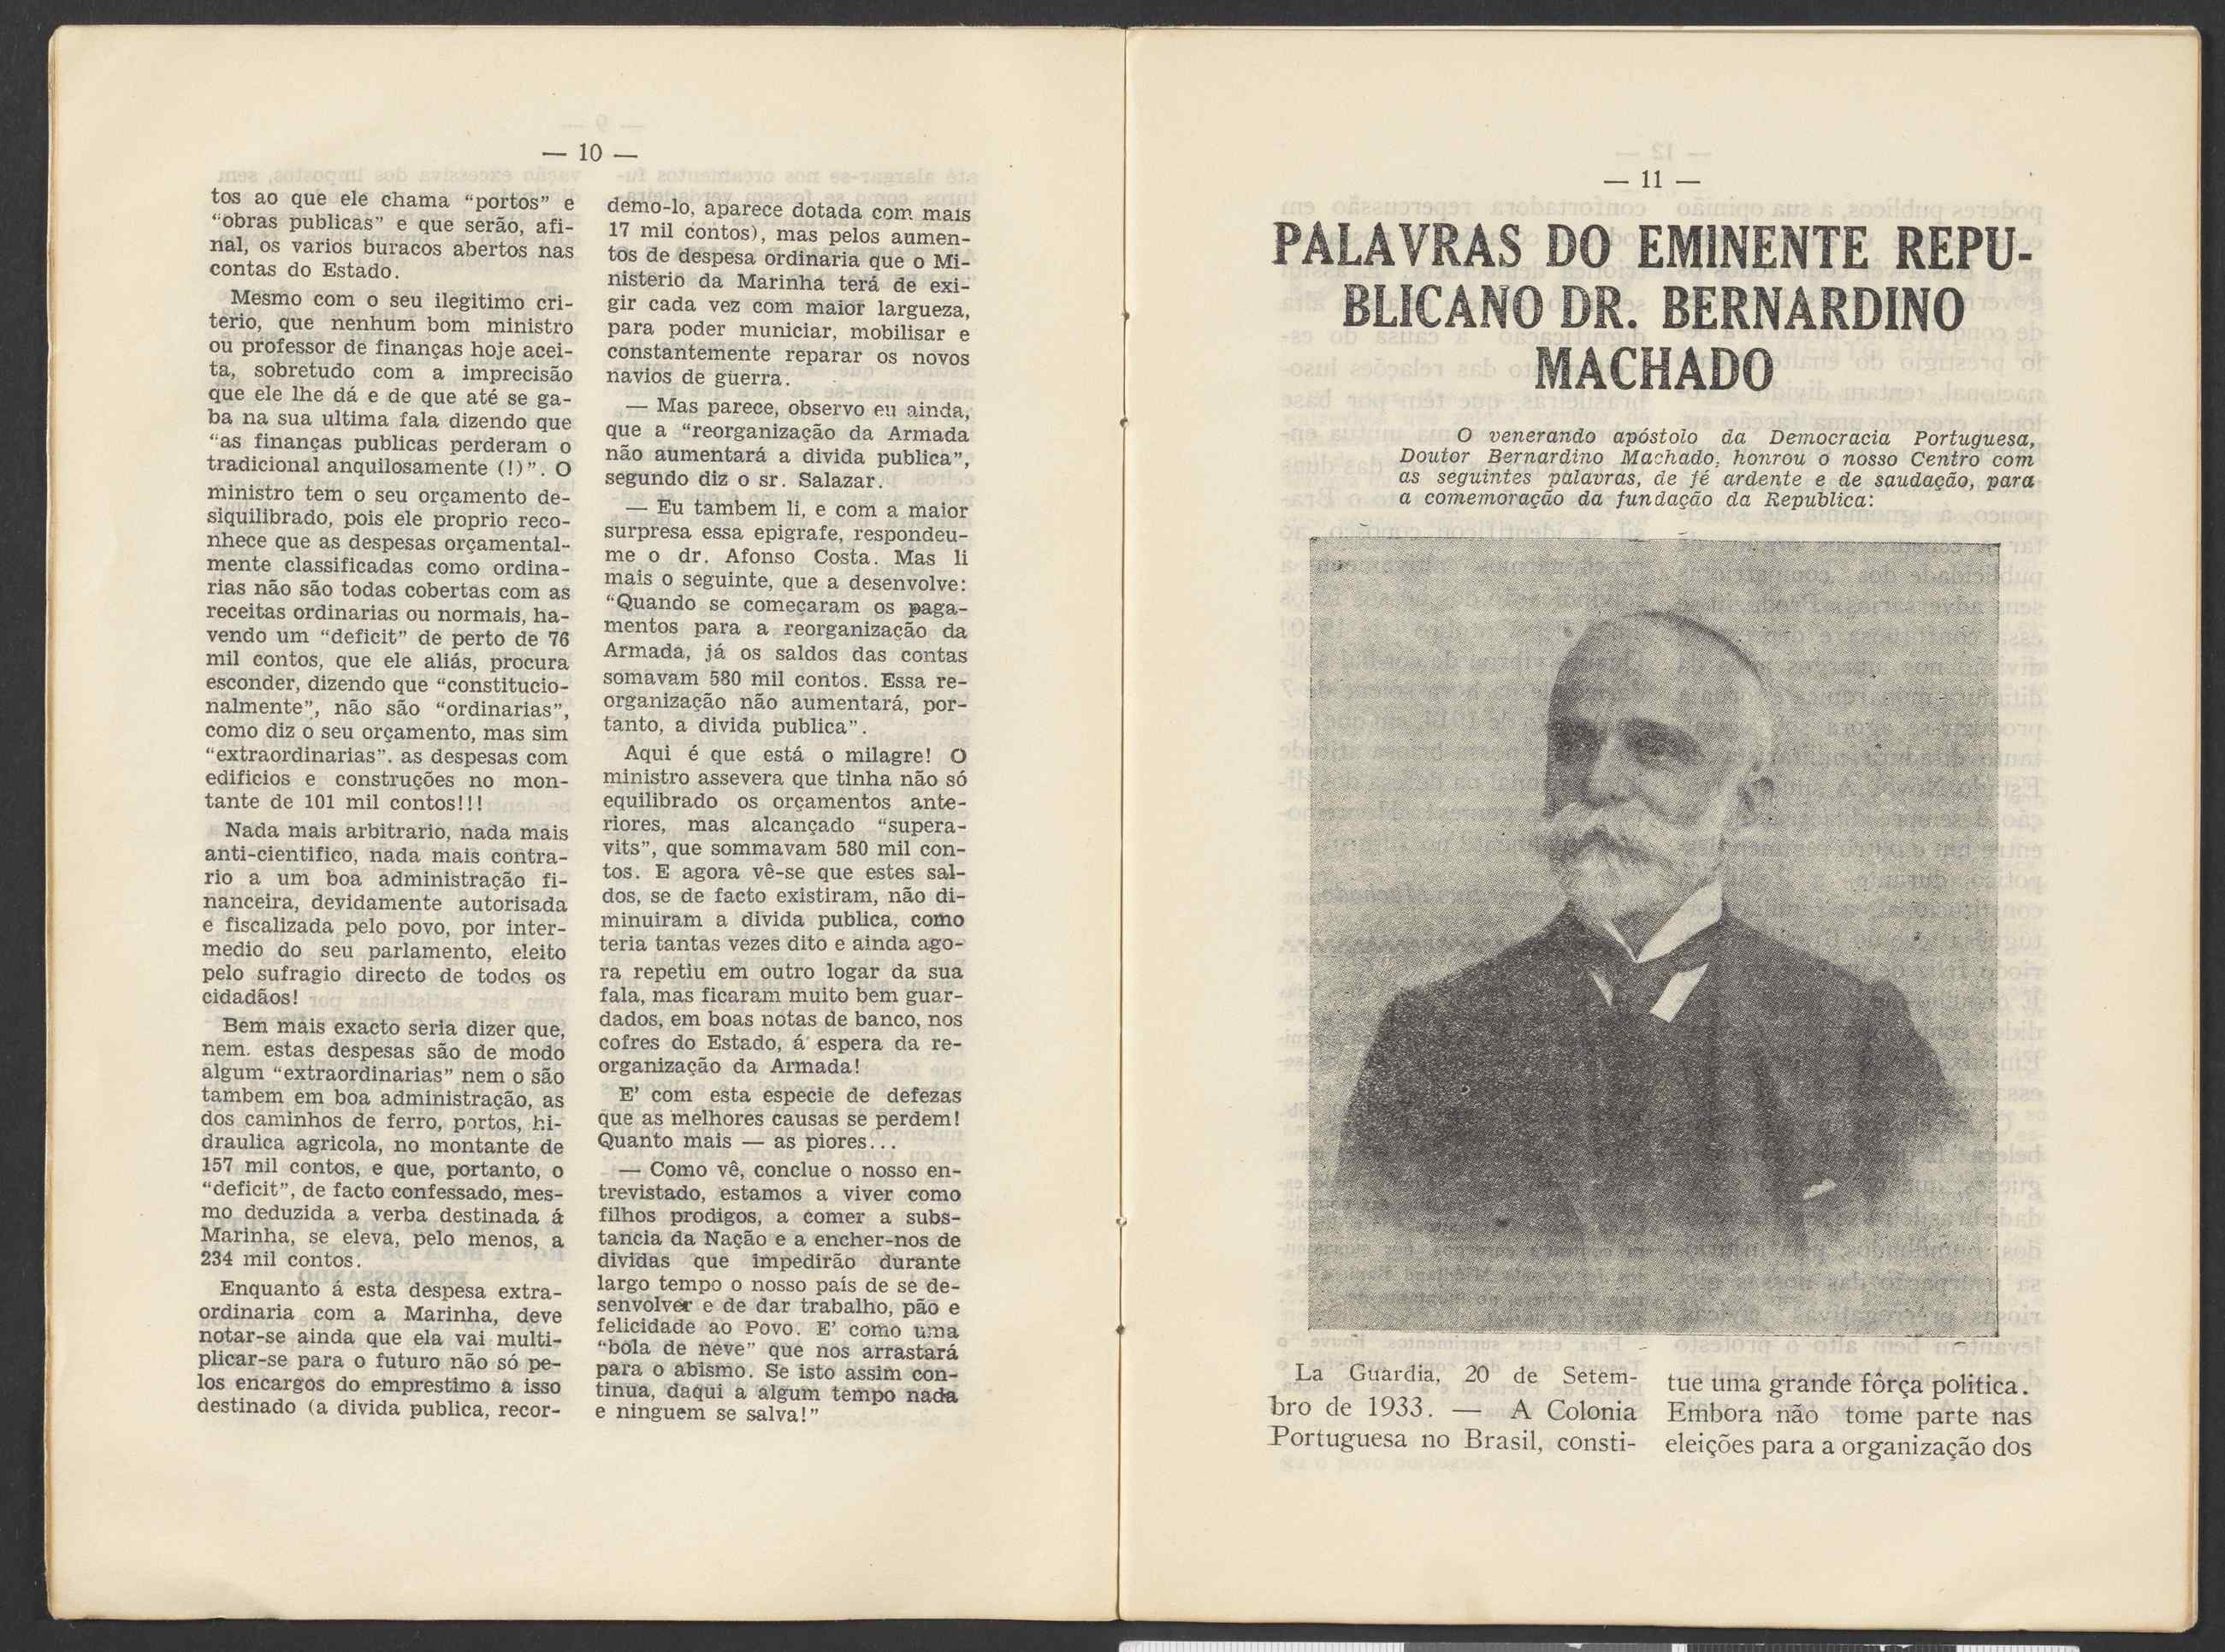 — 10 —
tos ao que ele chama “portos” e
“obras publicas” e que serão, afi-
nal, os varios buracos abertos nas
contas do Estado.
Mesmo com o seu ilegitimo cri-
terio, que nenhum bom ministro
ou professor de finanças hoje acei-
ta, sobretudo com a imprecisão
que ele lhe dá e de que até se ga-
ba na sua ultima fala dizendo que
“as finanças publicas perderam o
tradicional anquilosamente (!)”. O
ministro tem o seu orçamento de-
siquilibrado, pois ele proprio reco-
nhece que as despesas orçamental-
mente classificadas como ordina-
rias não são todas cobertas com as
receitas ordinarias ou normais, ha-
vendo um “deficit” de perto de 76
mil contos, que ele aliás, procura
esconder, dizendo que “constitucio-
nalmente”, não são “ordinarias”,
como diz o seu orçamento, mas sim
“extraordinarias”. as despesas com
edificios e construções no mon-
tante de 101 mil contos!!!
Nada mais arbitrario, nada mais
anti-cientifico, nada mais contra-
rio a um boa administração fi-
nanceira, devidamente autorisada
e fiscalizada pelo povo, por inter-
medio do seu parlamento, eleito
pelo sufragio directo de todos os
cidadãos!
Bem mais exacto seria dizer que,
nem. estas despesas são de modo
algum “extraordinarias” nem o são
tambem em boa administração, as
dos caminhos de ferro, portos, hi-
draulica agricola, no montante de
157 mil contos, e que, portanto, o
“deficit”, de facto confessado, mes-
mo deduzida a verba destinada á
Marinha, se eleva, pelo menos, a
234 mil contos.
Enquanto á esta despesa extra-
ordinaria com a Marinha, deve
notar-se ainda que ela vai multi-
plicar-se para o futuro não só pe-
los encargos do emprestimo a isso
destinado (a divida publica, recor-
demo-lo, aparece dotada com mais
17 mil contos), mas pelos aumen-
tos de despesa ordinaria que o Mi-
nisterio da Marinha terá de exi-
gir cada vez com maior largueza,
para poder municiar, mobilisar e
constantemente reparar os novos
navios de guerra.
— Mas parece, observo eu ainda,
que a “reorganização da Armada
não aumentará a divida publica”,
segundo diz o sr. Salazar.
— Eu tambem li, e com a maior
surpresa essa epigrafe, respondeu-
me o dr. Afonso Costa. Mas li
mais o seguinte, que a desenvolve:
“Quando se começaram os paga-
mentos para a reorganização da
Armada, já os saldos das contas
somavam 580 mil contos. Essa re-
organização não aumentará, por-
tanto, a divida publica”.
Aqui é que está o milagre! O
ministro assevera que tinha não só
equilibrado os orçamentos ante-
riores, mas alcançado “supera-
vits”, que sommavam 580 mil con-
tos. E agora vê-se que estes sal-
dos, se de facto existiram, não di-
minuiram a divida publica, como
teria tantas vezes dito e ainda ago-
ra repetiu em outro logar da sua
fala, mas ficaram muito bem guar-
dados, em boas notas de banco, nos
cofres do Estado, á espera da re-
organização da Armada!
E' com esta especie de defezas
que as melhores causas se perdem!
Quanto mais — as piores...
— Como vê, conclue o nosso en-
trevistado, estamos a viver como
filhos prodigos, a comer a subs-
tancia da Nação e a encher-nos de
dividas que impedirão durante
largo tempo o nosso país de se de-
senvolver e de dar trabalho, pão e
felicidade ao Povo. E' como uma
“bola de neve” que nos arrastará
para o abismo. Se isto assim con-
tinua, daqui a algum tempo nada
e ninguem se salva!”
— 11 —
PALAVRAS DO EMINENTE REPU-
BLICANO DR. BERNARDINO
MACHADO
O venerando apóstolo da Democracia Portuguesa,
Doutor Bernardino Machado, honrou o nosso Centro com
as seguintes palavras, de fé ardente e de saudação, para
a comemoração da fundação da Republica:
La Guardia, 20 de Setem-
bro de 1933. — A Colonia
Portuguesa no Brasil, consti-
tue uma grande fôrça politica.
Embora não tome parte nas
eleições para a organização dos